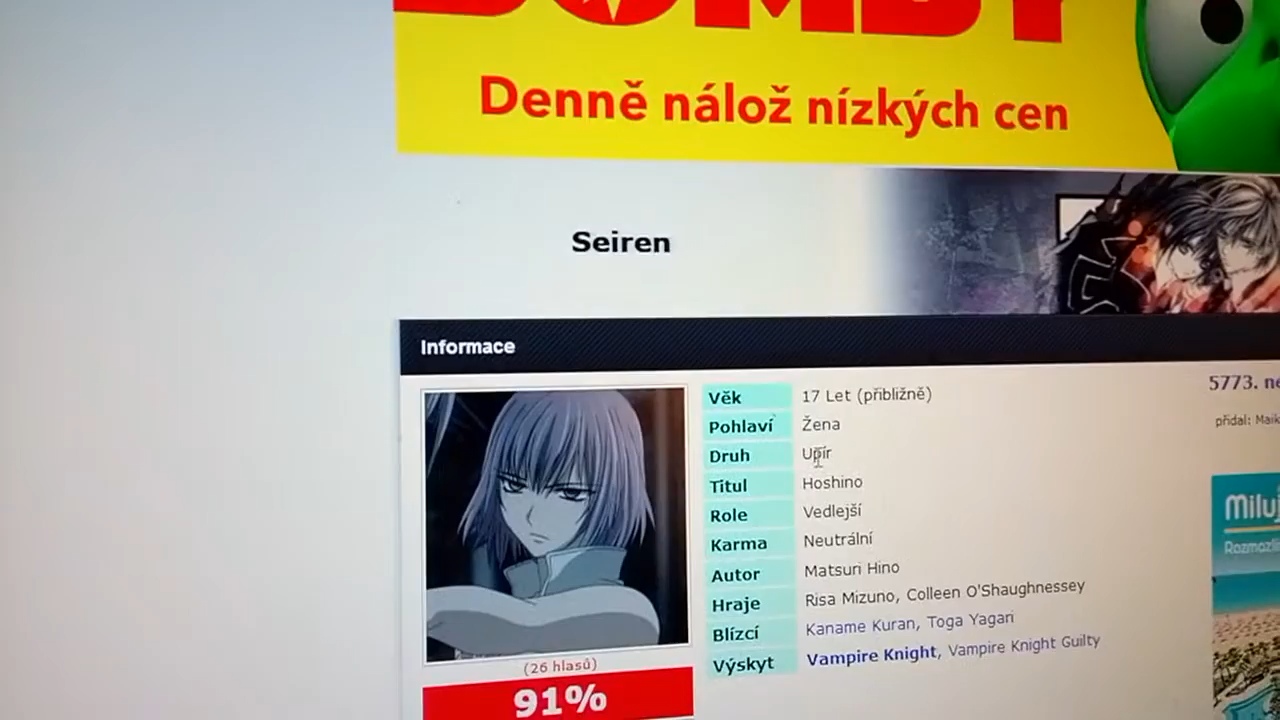 Denně nálož nízkých cen
Seiren
Informace
Věk 17 Let (přibližně)
Pohlaví Žena
Druh Upír
Titul Hoshino
Role Vedlejší
Karma Neutrální
Autor Matsuri Hino
Hraje Risa Mizuno, Colleen O'Shaughnessey
Blízcí Kaname Kuran, Toga Yagari
Výskyt Vampire Knight, Vampire Knight Guilty
(26 hlasů)
91%
5773.
přidal: